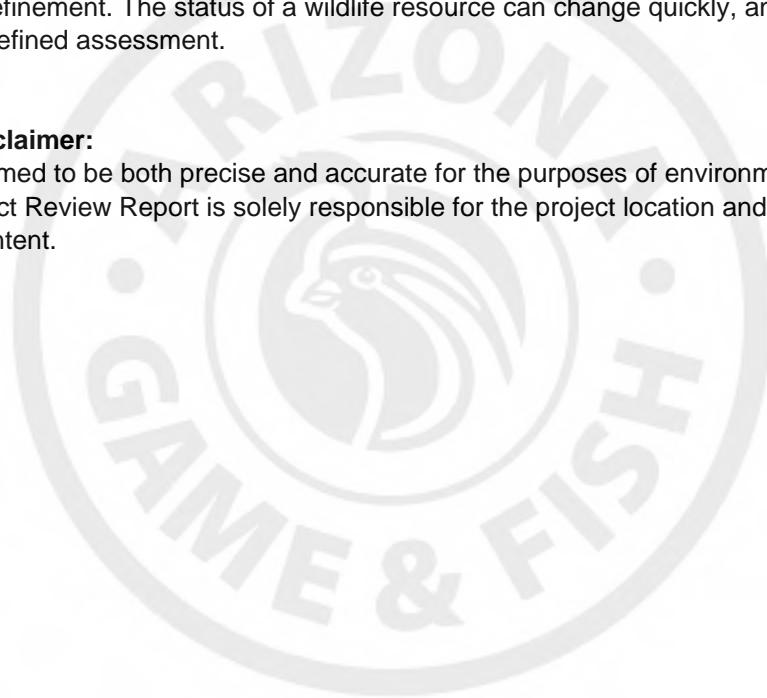 efinement. The status of a wildlife resource can change quickly, an
efined assessment.
claimer:
med to be both precise and accurate for the purposes of environm
ct Review Report is solely responsible for the project location and
ntent.
ARIZONA
GAME & FISH